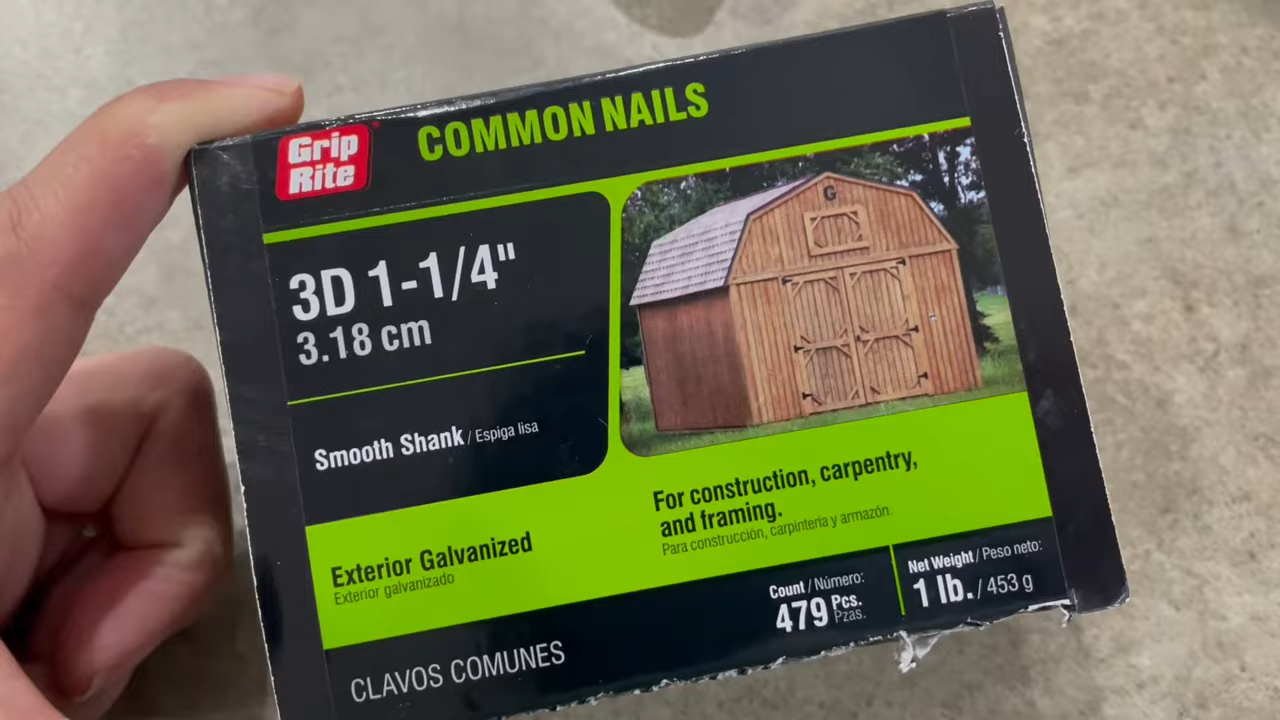 Grip
Rite
COMMON NAILS
G
3D 1-1/4"
3.18 cm
Smooth Shank / Espiga lisa
Exterior Galvanized
Exterior galvanizado
For construction, carpentry,
and framing.
Para construcción, carpintería y armazón.
Count / Número:
479 Pcs.
Pzas.
Net Weight / Peso neto:
1 lb. / 453 g
CLAVOS COMUNES